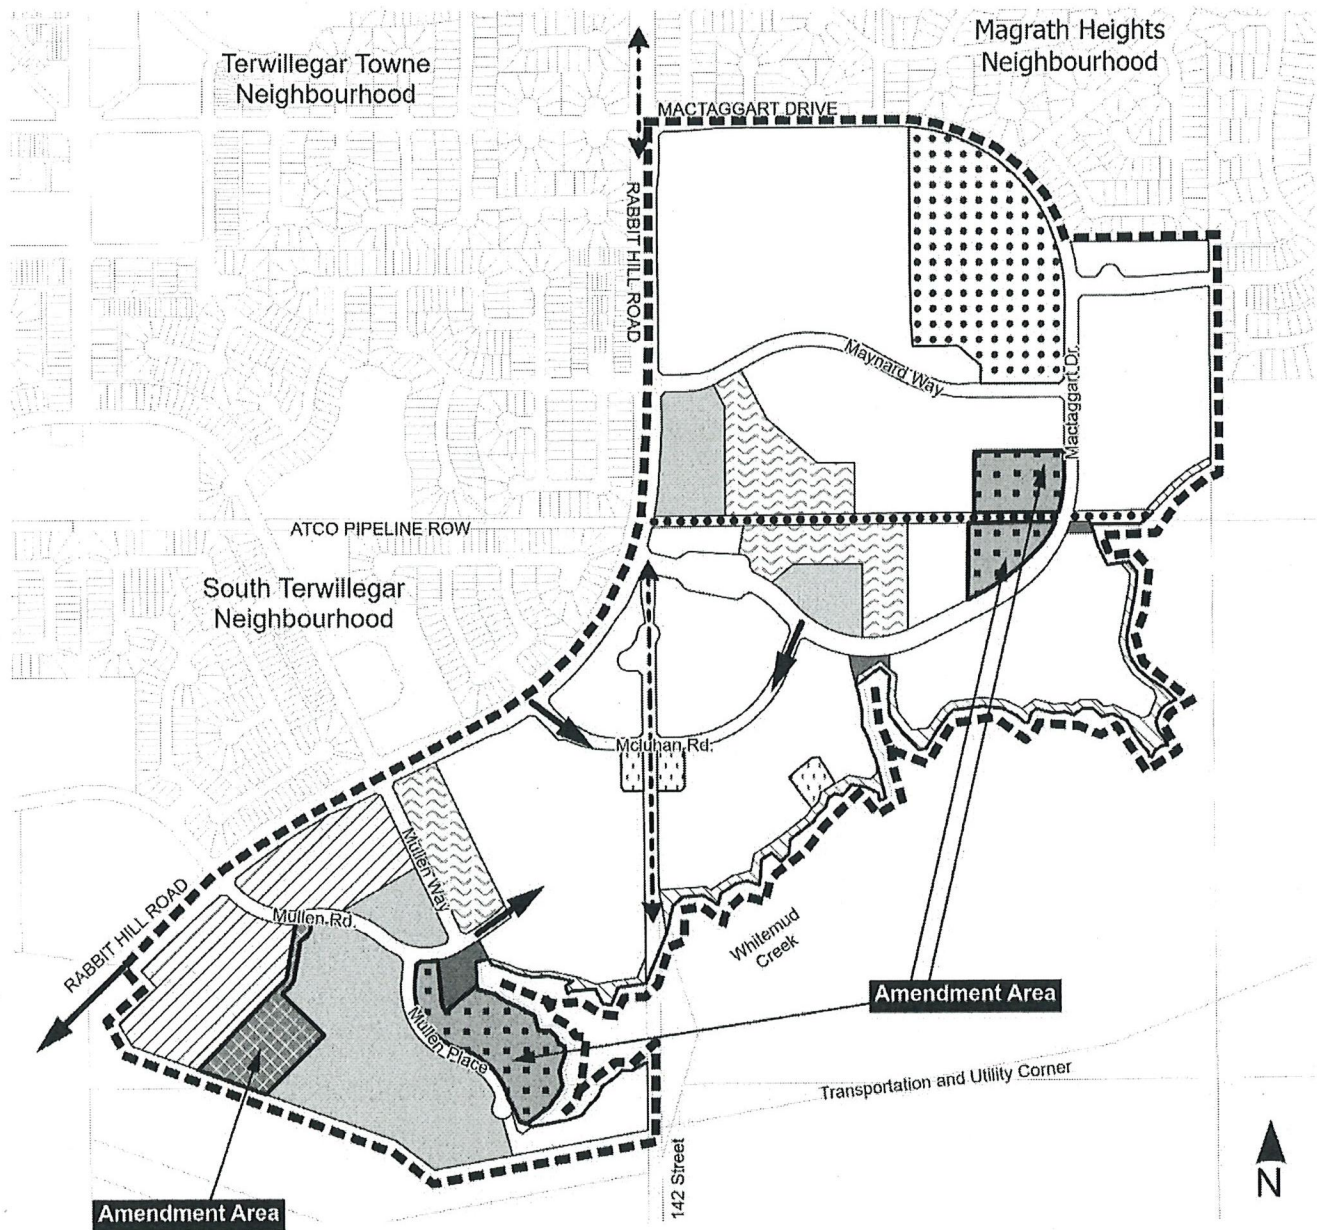 Terwillegar Towne
Neighbourhood
Magrath Heights
Neighbourhood
MACTAGGART DRIVE
RABBIT HILL ROAD
Maynard Way
Mactaggart Dr.
ATCO PIPELINE ROW
South Terwillegar
Neighbourhood
Mcluhan Rd.
Mullen Way
Mullen Rd.
RABBIT HILL ROAD
Whitemud
Creek
Amendment Area
Mullen Place
Transportation and Utility Corner
142 Street
N
Amendment Area